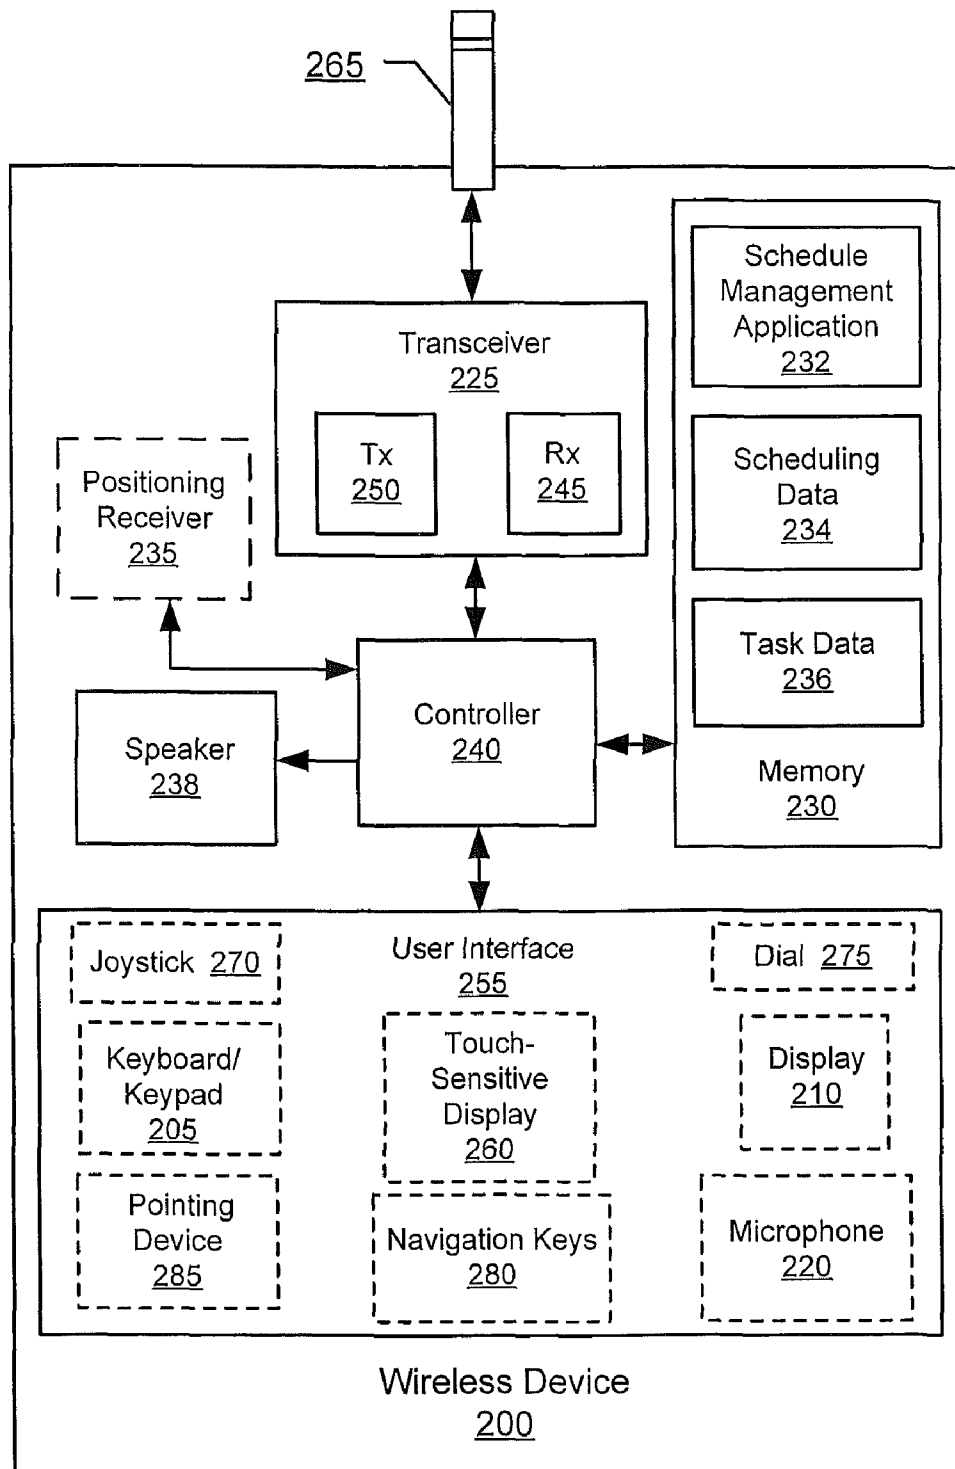 265
Schedule
Management
Application
232
Transceiver
225
Tx
250
Rx
245
Scheduling
Data
234
Positioning
Receiver
235
Task Data
236
Controller
240
Speaker
238
Memory
230
Joystick 270
User Interface
255
Dial 275
Keyboard/
Keypad
205
Touch-
Sensitive
Display
260
Display
210
Pointing
Device
285
Navigation Keys
280
Microphone
220
Wireless Device
200